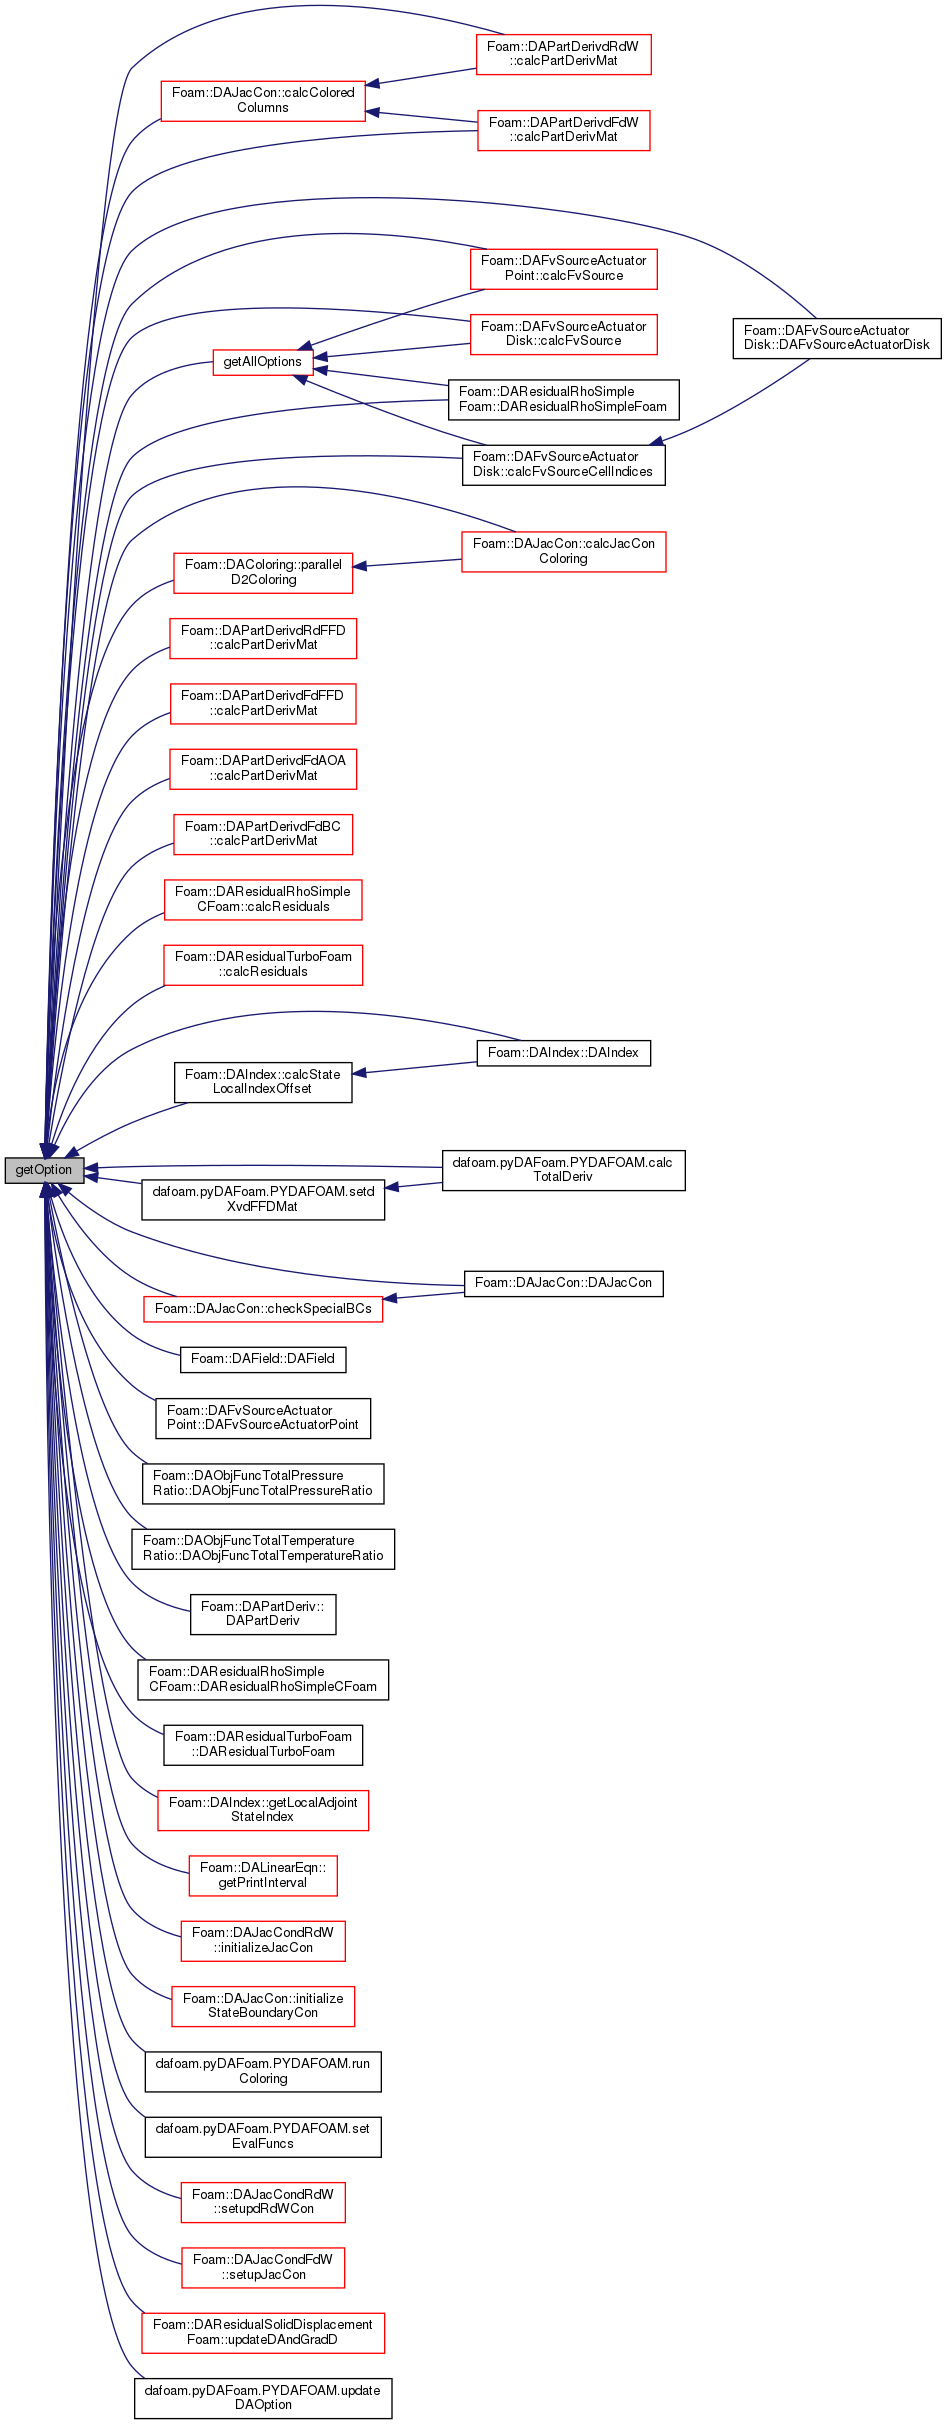 Foam::DAPartDerivdRdW
::calcPartDerivMat
Foam::DAJacCon::calcColored
Columns
Foam::DAPartDerivdFdW
::calcPartDerivMat
Foam::DAFvSourceActuator
Point::calcFvSource
Foam::DAFvSourceActuator
Disk::calcFvSource
Foam::DAFvSourceActuator
Disk::DAFvSourceActuatorDisk
getAllOptions
Foam::DAResidualRhoSimple
Foam::DAResidualRhoSimpleFoam
Foam::DAFvSourceActuator
Disk::calcFvSourceCellIndices
Foam::DAJacCon::calcJacCon
Coloring
Foam::DAColoring::parallel
D2Coloring
Foam::DAPartDerivdRdFFD
::calcPartDerivMat
Foam::DAPartDerivdFdFFD
::calcPartDerivMat
Foam::DAPartDerivdFdAOA
::calcPartDerivMat
Foam::DAPartDerivdFdBC
::calcPartDerivMat
Foam::DAResidualRhoSimple
CFoam::calcResiduals
Foam::DAResidualTurboFoam
::calcResiduals
Foam::DAIndex::DAIndex
Foam::DAIndex::calcState
LocalIndexOffset
getOption
dafoam.pyDAFoam.PYDAFOAM.calc
TotalDeriv
dafoam.pyDAFoam.PYDAFOAM.setd
XvdFFDMat
Foam::DAJacCon::DAJacCon
Foam::DAJacCon::checkSpecialBCs
Foam::DAField::DAField
Foam::DAFvSourceActuator
Point::DAFvSourceActuatorPoint
Foam::DAObjFuncTotalPressure
Ratio::DAObjFuncTotalPressureRatio
Foam::DAObjFuncTotalTemperature
Ratio::DAObjFuncTotalTemperatureRatio
Foam::DAPartDeriv::
DAPartDeriv
Foam::DAResidualRhoSimple
CFoam::DAResidualRhoSimpleCFoam
Foam::DAResidualTurboFoam
::DAResidualTurboFoam
Foam::DAIndex::getLocalAdjoint
StateIndex
Foam::DALinearEqn::
getPrintInterval
Foam::DAJacCondRdW
::initializeJacCon
Foam::DAJacCon::initialize
StateBoundaryCon
dafoam.pyDAFoam.PYDAFOAM.run
Coloring
dafoam.pyDAFoam.PYDAFOAM.set
EvalFuncs
Foam::DAJacCondRdW
::setupdRdWCon
Foam::DAJacCondFdW
::setupJacCon
Foam::DAResidualSolidDisplacement
Foam::updateDAndGradD
dafoam.pyDAFoam.PYDAFOAM.update
DAOption